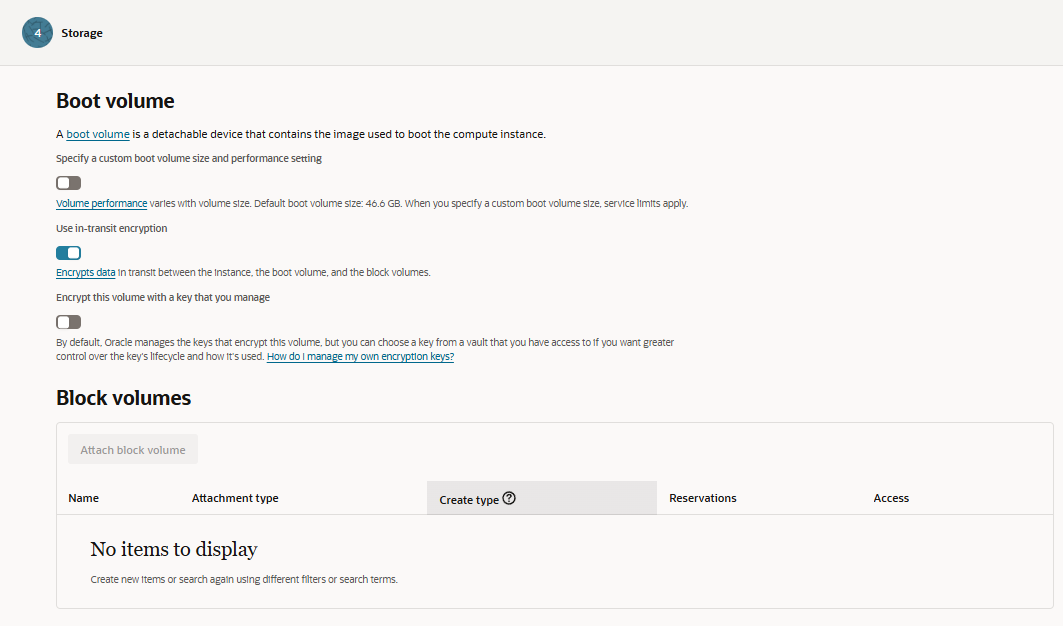 4 Storage
Boot volume
A boot volume is a detachable device that contains the image used to boot the compute instance.
Specify a custom boot volume size and performance setting
Volume performance varies with volume size. Default boot volume size: 46.6 GB. When you specify a custom boot volume size, service limits apply.
Use in-transit encryption
Encrypts data in transit between the instance, the boot volume, and the block volumes.
Encrypt this volume with a key that you manage
By default, Oracle manages the keys that encrypt this volume, but you can choose a key from a vault that you have access to if you want greater
control over the key's lifecycle and how it's used. How do I manage my own encryption keys?
Block volumes
Attach block volume
Name Attachment type Create type ? Reservations Access
No items to display
Create new items or search again using different filters or search terms.